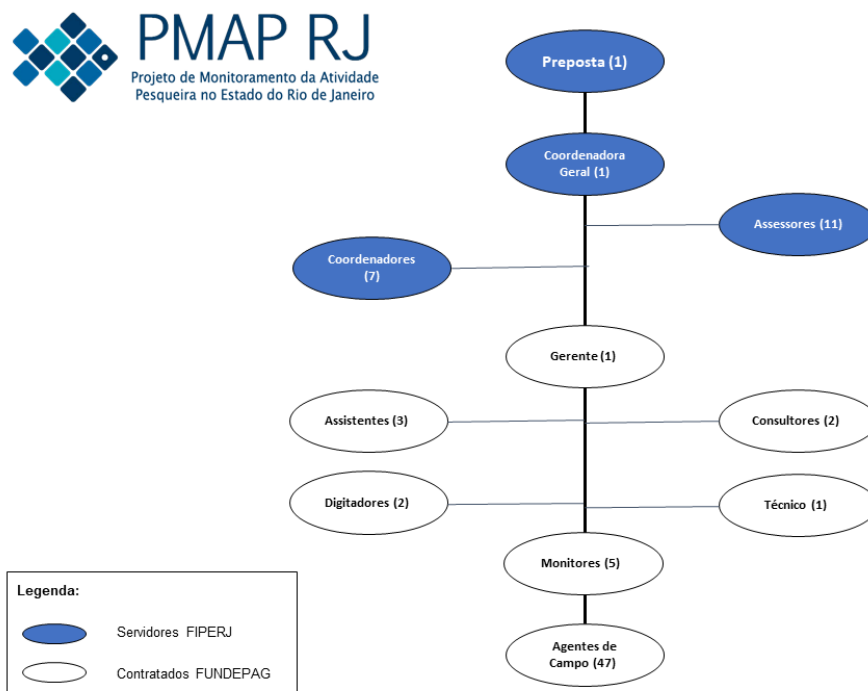 PMAP RJ
Projeto de Monitoramento da Atividade
Pesqueira no Estado do Rio de Janeiro
Preposta (1)
Coordenadora
Geral (1)
Assessores (11)
Coordenadores
(7)
Gerente (1)
Assistentes (3)
Consultores (2)
Digitadores (2)
Técnico (1)
Monitores (5)
Agentes de
Campo (47)
Legenda:
Servidores FIPERJ
Contratados FUNDEPAG